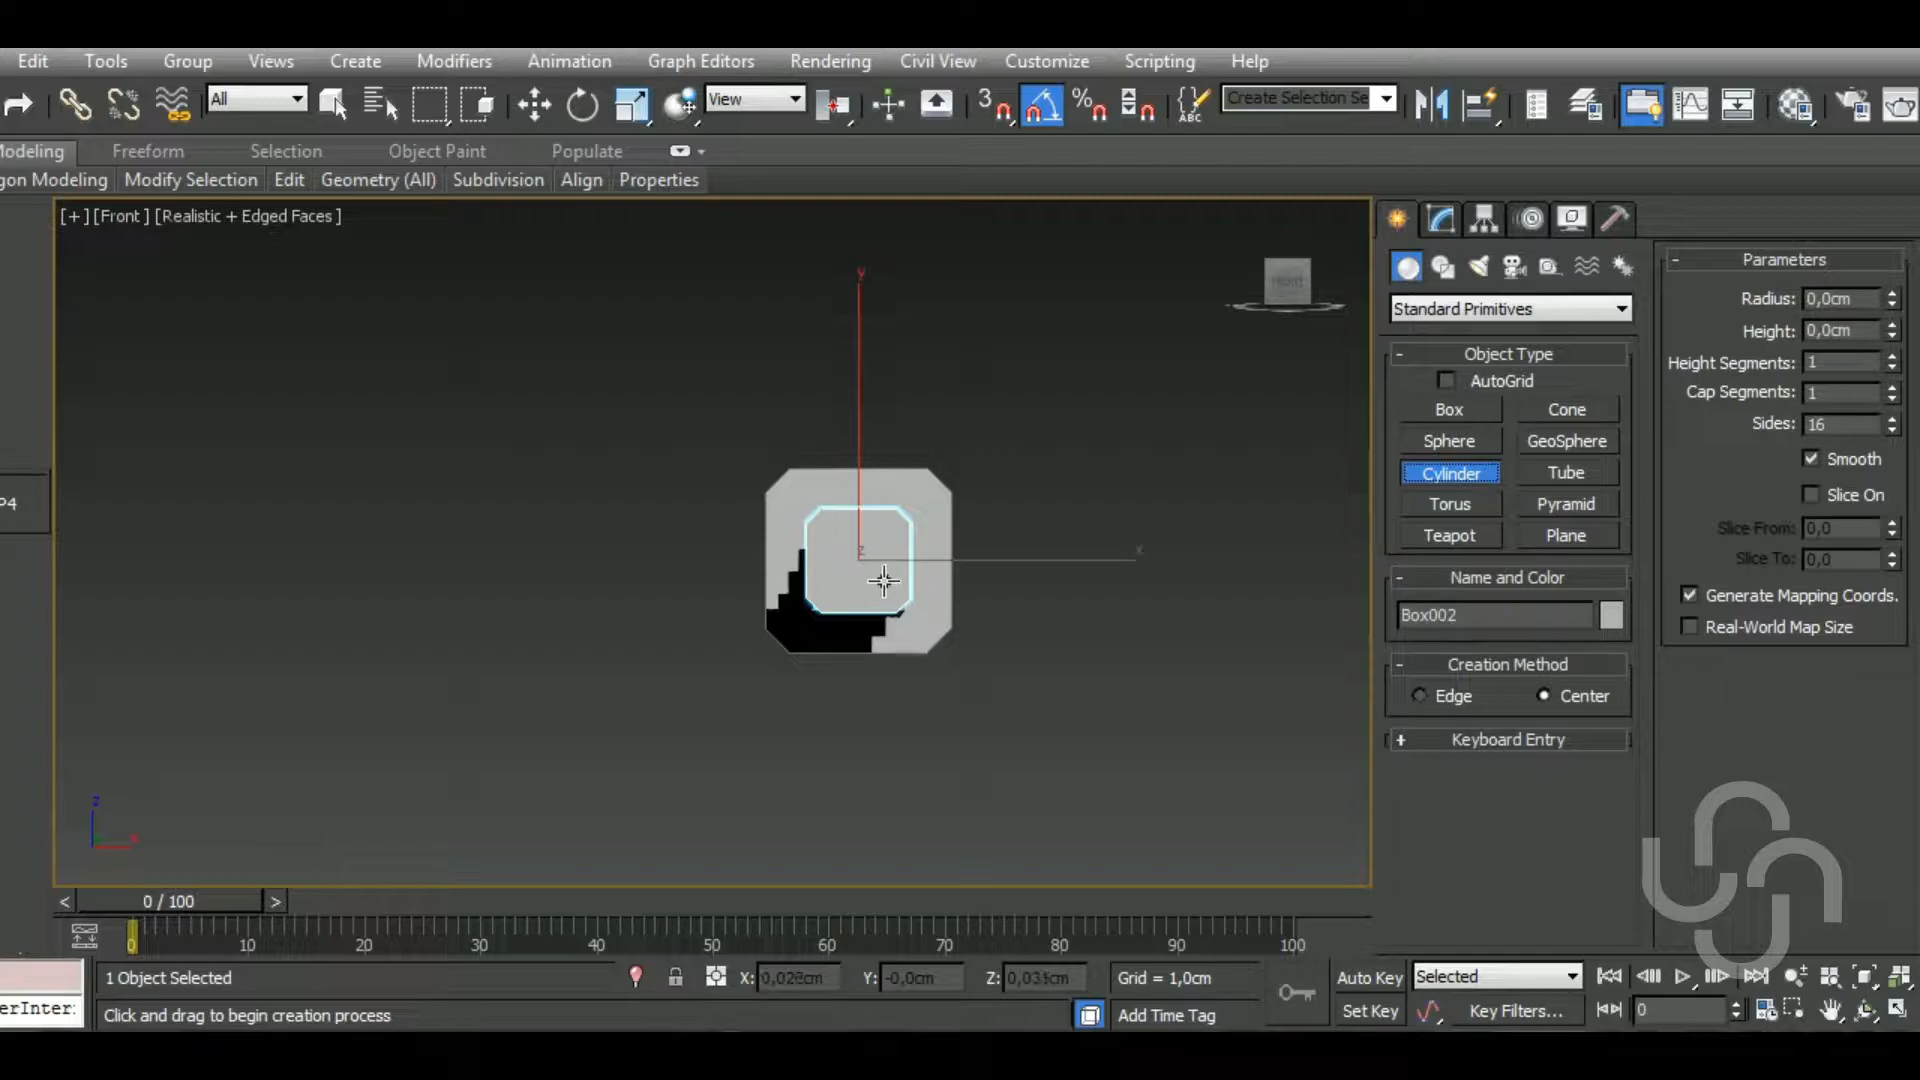 Edit Tools Group Views Create Modifiers Animation Graph Editors Rendering Civil View Customize Scripting Help
All View 3 % ABC Create Selection Se
Modeling Freeform Selection Object Paint Populate
gon Modeling Modify Selection Edit Geometry (All) Subdivision Align Properties
[+] [Front ] [Realistic + Edged Faces ]
y
z
x
P4
z
x
Standard Primitives
- Object Type
AutoGrid
Box Cone
Sphere GeoSphere
Cylinder Tube
Torus Pyramid
Teapot Plane
- Name and Color
Box002
- Creation Method
Edge Center
+ Keyboard Entry
- Parameters
Radius: 0,0cm
Height: 0,0cm
Height Segments: 1
Cap Segments: 1
Sides: 16
Smooth
Slice On
Slice From: 0,0
Slice To: 0,0
Generate Mapping Coords.
Real-World Map Size
< 0 / 100 >
0 10 20 30 40 50 60 70 80 90 100
1 Object Selected X: Y: -0,0cm Z: Grid = 1,0cm Auto Key Selected
erInter: Click and drag to begin creation process Add Time Tag Set Key Key Filters... 0